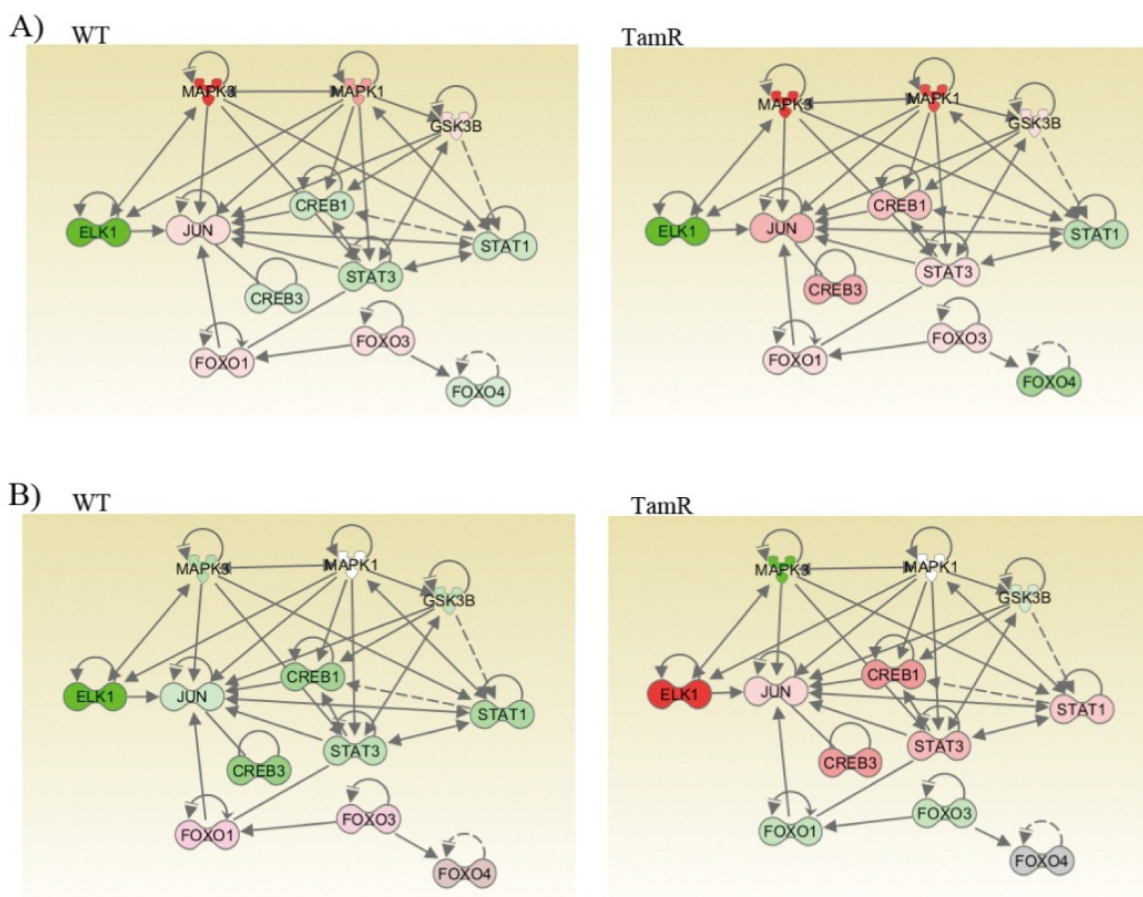 A) WT TamR
MAPK3 MAPK1 GSK3B
CREB1
ELK1 JUN STAT1
STAT3
CREB3
FOXO1 FOXO3
FOXO4
MAPK3 MAPK1 GSK3B
CREB1
ELK1 JUN STAT1
STAT3
CREB3
FOXO1 FOXO3
FOXO4
B) WT TamR
MAPK3 MAPK1 GSK3B
CREB1
ELK1 JUN STAT1
STAT3
CREB3
FOXO1 FOXO3
FOXO4
MAPK3 MAPK1 GSK3B
CREB1
ELK1 JUN STAT1
STAT3
CREB3
FOXO1 FOXO3
FOXO4